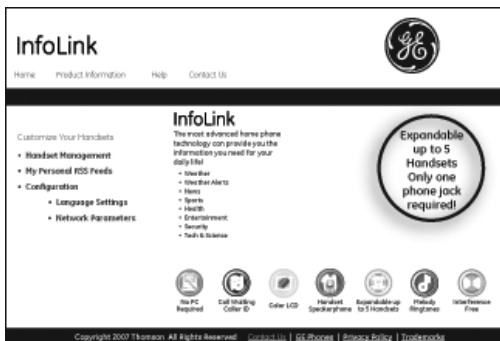 InfoLink
GE
Home Product Information Help Contact Us
Customize Your Handsets
• Handset Management
• My Personal RSS Feeds
• Configuration
• Language Settings
• Network Parameters
InfoLink
The most advanced home phone
technology can provide you the
information you need for your
daily life!
• Weather
• Weather Alerts
• News
• Sports
• Health
• Entertainment
• Security
• Tech & Science
Expandable
up to 5
Handsets
Only one
phone jack
required!
No PC
Required
Call Waiting
Caller ID
Color LCD
Handset
Speakerphone
Expandable up
to 5 Handsets
Melody
Ringtones
Interference
Free
Copyright 2007 Thomson All Rights Reserved Contact Us | GE Phones | Privacy Policy | Trademarks